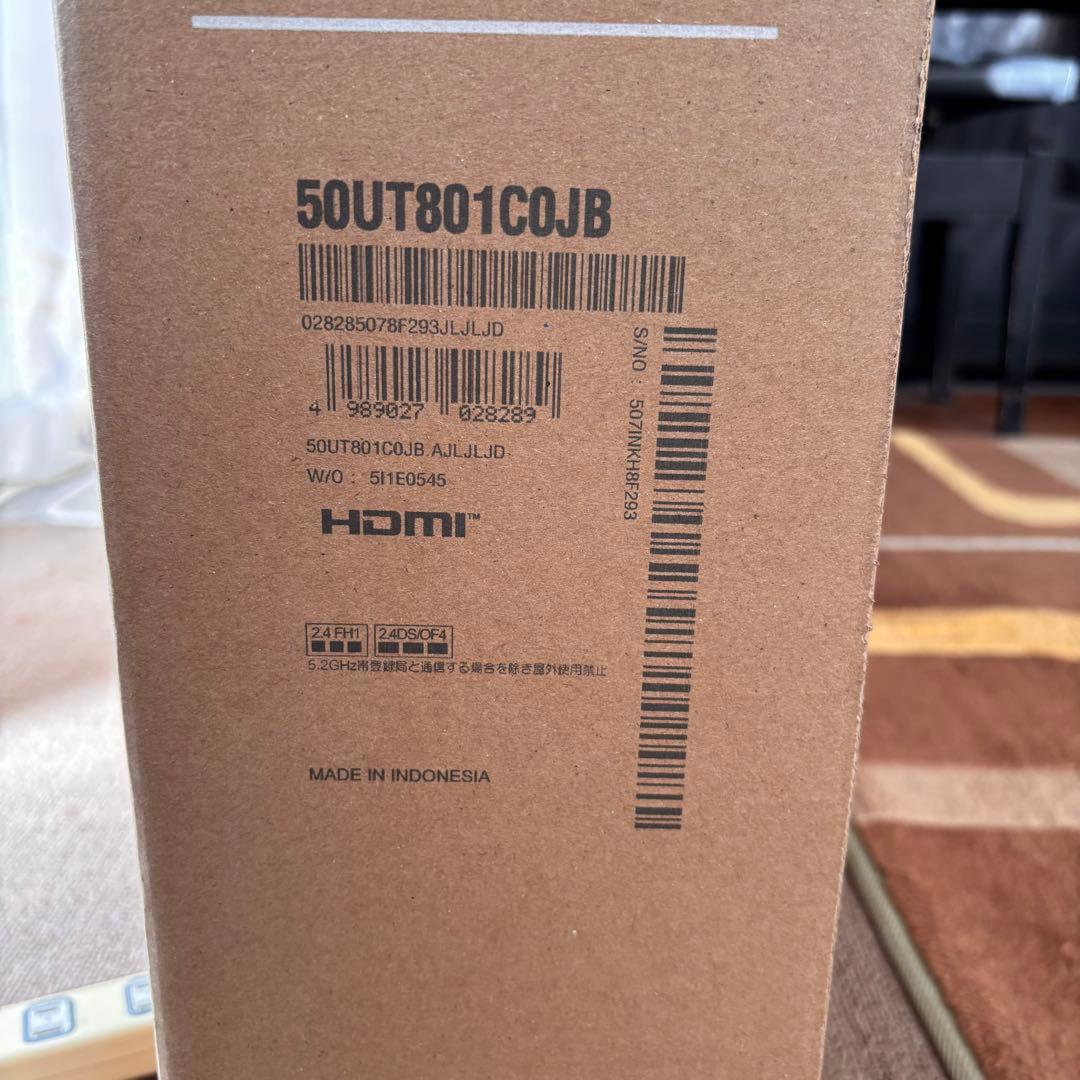 50UT801C0JB
028285078F293JLJLJD
4 989027 028289
50UT801C0JB.AJLJLJD
W/O : 5I1E0545
HDMI™
S/NO : 507INKH8F293
2.4 FH1 2.4DS/OF4
5.2GHz帯登録局と通信する場合を除き屋外使用禁止
MADE IN INDONESIA